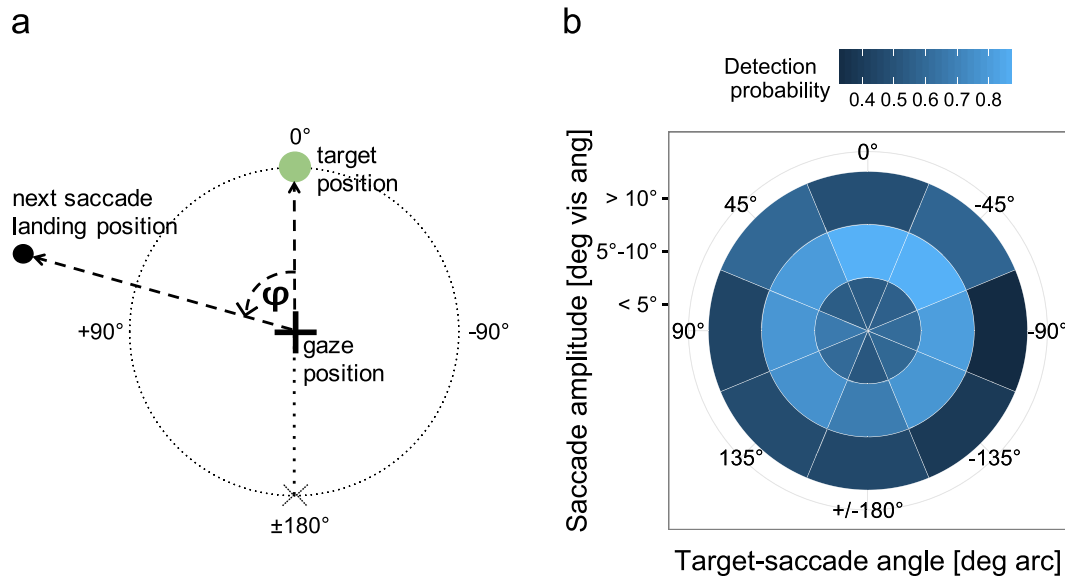 a
0°
target
position
next saccade
landing position
φ
+90°
-90°
gaze
position
±180°
b
Detection
probability
0.4 0.5 0.6 0.7 0.8
Saccade amplitude [deg vis ang]
> 10°
5°-10°
< 5°
0°
45°
-45°
90°
-90°
135°
-135°
+/-180°
Target-saccade angle [deg arc]